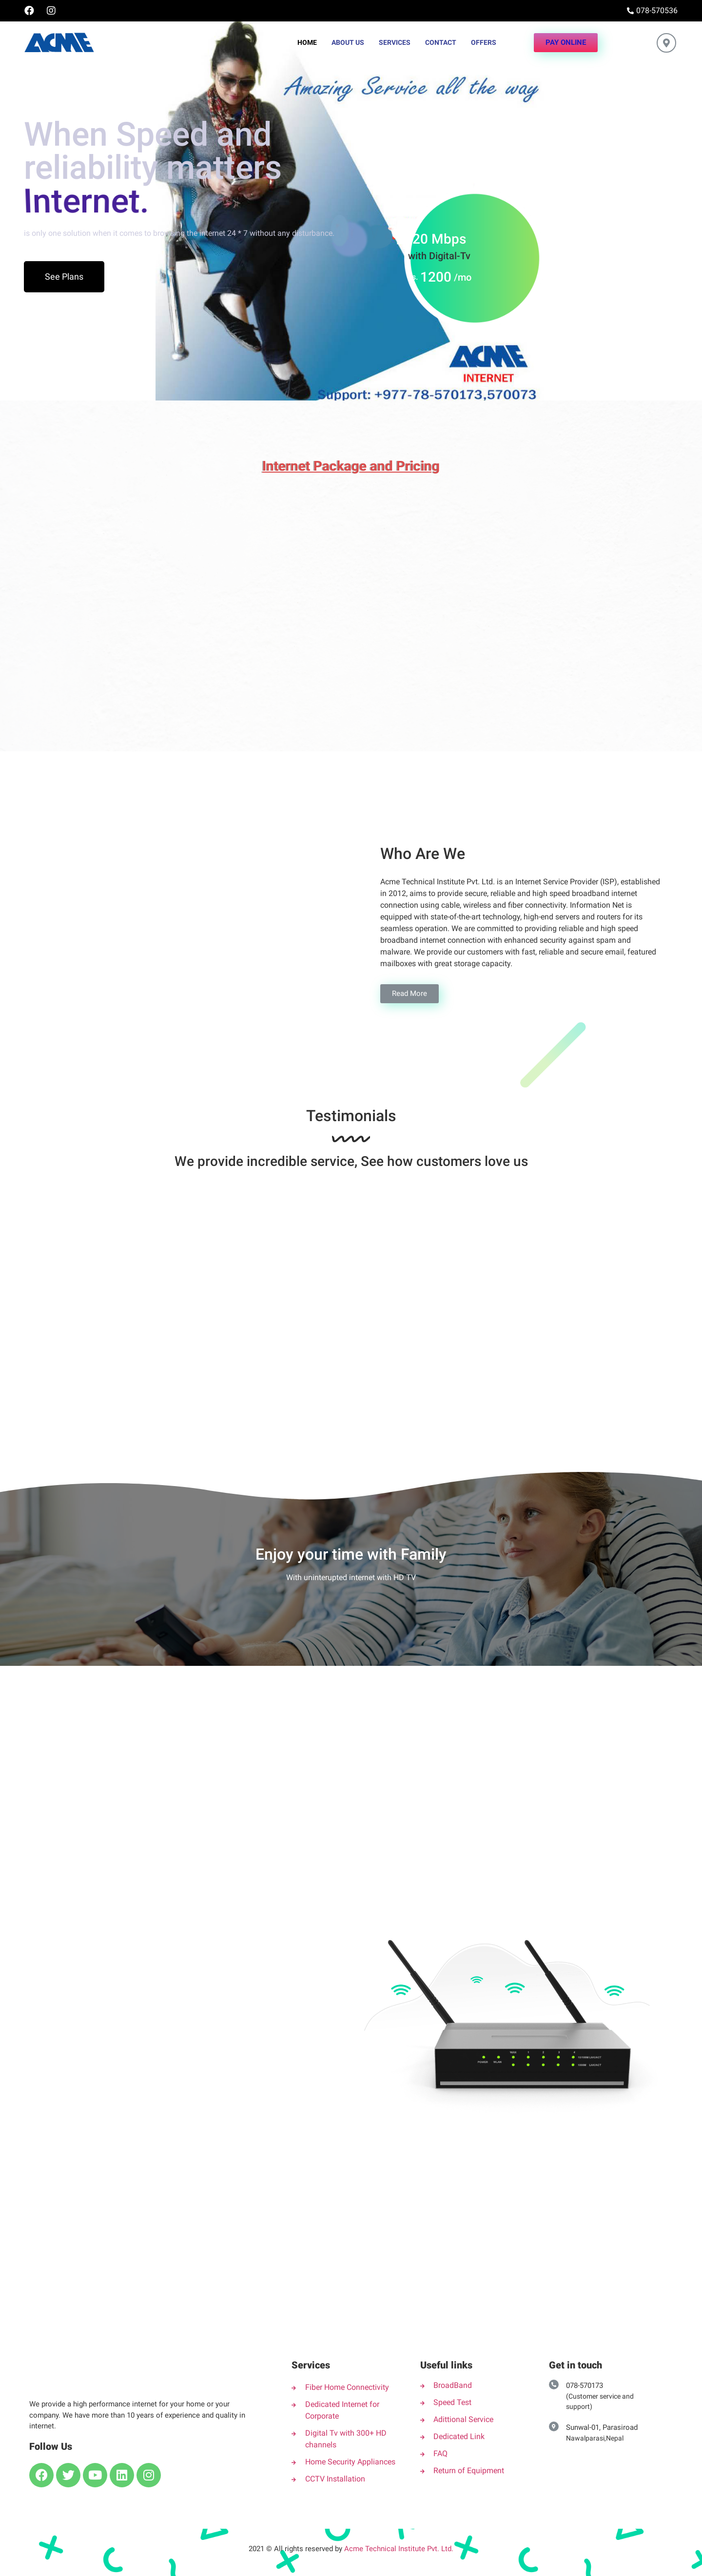 078-570536
ACME
HOME
ABOUT US
SERVICES
CONTACT
OFFERS
PAY ONLINE
Amazing Service all the way
When Speed and
reliability matters
Internet.
is only one solution when it comes to browsing the internet 24 * 7 without any disturbance.
See Plans
20 Mbps
with Digital-Tv
1200 /mo
ACME
INTERNET
Support: +977-78-570173,570073
Internet Package and Pricing
Who Are We
Acme Technical Institute Pvt. Ltd. is an Internet Service Provider (ISP), established
in 2012, aims to provide secure, reliable and high speed broadband internet
connection using cable, wireless and fiber connectivity. Information Net is
equipped with state-of-the-art technology, high-end servers and routers for its
seamless operation. We are committed to providing reliable and high speed
broadband internet connection with enhanced security against spam and
malware. We provide our customers with fast, reliable and secure email, featured
mailboxes with great storage capacity.
Read More
Testimonials
We provide incredible service, See how customers love us
Enjoy your time with Family
With uninterupted internet with HD TV
We provide a high performance internet for your home or your
company. We have more than 10 years of experience and quality in
internet.
Follow Us
Services
Fiber Home Connectivity
Dedicated Internet for
Corporate
Digital Tv with 300+ HD
channels
Home Security Appliances
CCTV Installation
Useful links
BroadBand
Speed Test
Adittional Service
Dedicated Link
FAQ
Return of Equipment
Get in touch
078-570173
(Customer service and
support)
Sunwal-01, Parasiroad
Nawalparasi,Nepal
2021 © All rights reserved by Acme Technical Institute Pvt. Ltd.